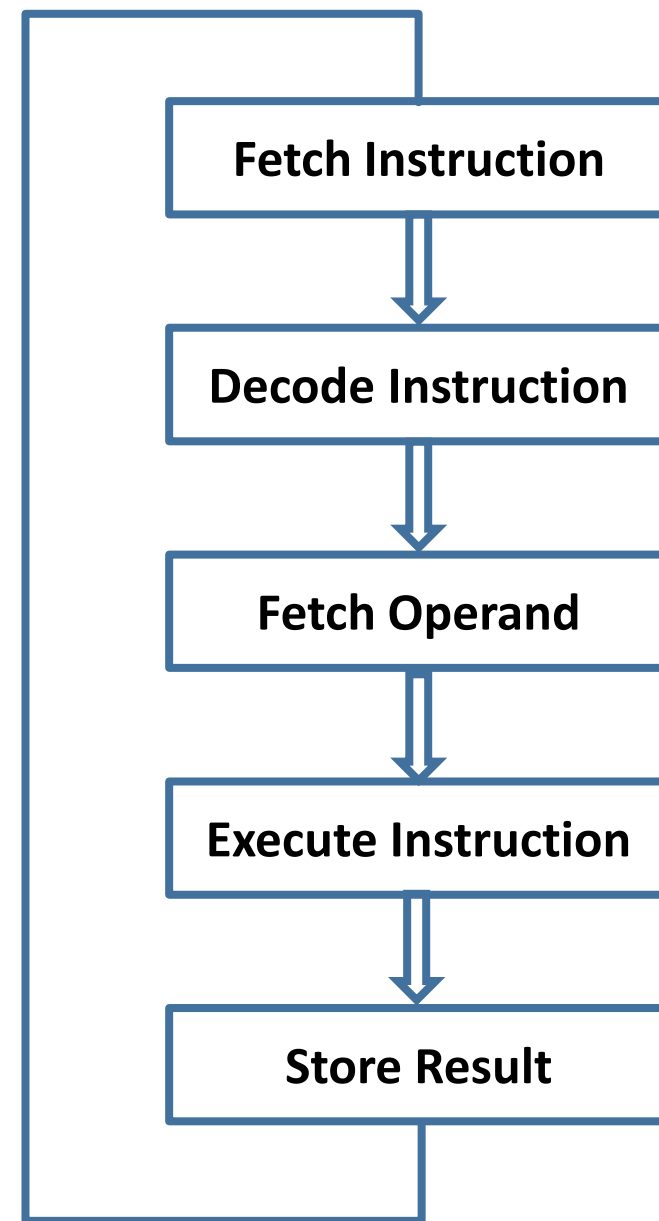 Fetch Instruction
Decode Instruction
Fetch Operand
Execute Instruction
Store Result